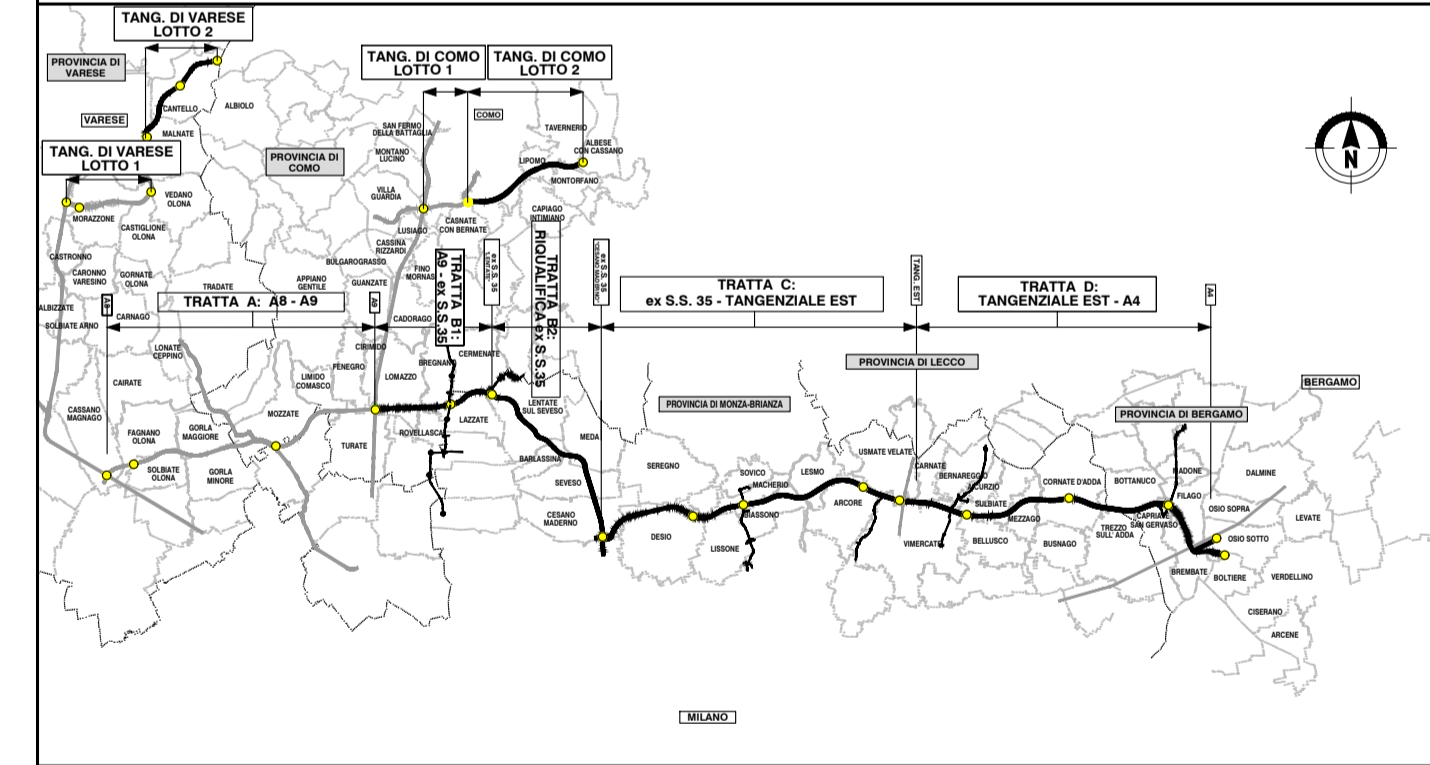 TANG. DI VARESE
LOTTO 2
PROVINCIA DI
VARESE
CANTELLO
ALBIOLO
VARESE
MALNATE
TANG. DI VARESE
LOTTO 1
PROVINCIA DI
COMO
VEDANO
OLONA
MORAZZONE
CASTIGLIONE
OLONA
TANG. DI COMO
LOTTO 1
TANG. DI COMO
LOTTO 2
COMO
SAN FERMO
DELLA BATTAGLIA
TAVERNERIO
ALBESE
CON CASSANO
MONTANO
LUCINO
LIPOMO
MONTORFANO
VILLA
GUARDIA
CAPIAGO
INTIMIANO
LUSIAGO
CASNATE
CON BERNATE
CASSINA
RIZZARDI
BULGAROGRASSO
FINO
MORNAS
N
CASTRONNO
CARONNO
VARESINO
GORNATE
OLONA
TRADATE
APPIANO
GENTILE
GUANZATE
ALBIZZATE
SOLBIATE ARNO
CARNAGO
A8
TRATTA A: A8 - A9
A9
CADORAGO
TRATTA B1:
A9 - ex S.S.35
ex S.S. 35
TRATTA B2:
RIQUALIFICA ex S.S.35
ex S.S. 35
"CESANO MADERNO"
TRATTA C:
ex S.S. 35 - TANGENZIALE EST
TANG. EST
TRATTA D:
TANGENZIALE EST - A4
A4
LONATE
CEPPINO
CIRIMIDO
FENEGRO
LIMIDO
COMASCO
LOMAZZO
BREGNANO
CERMENATE
CAIRATE
CASSANO
MAGNAGO
MOZZATE
FAGNANO
OLONA
GORLA
MAGGIORE
SOLBIATE
OLONA
GORLA
MINORE
TURATE
ROVELLASCA
LAZZATE
LENTATE
SUL SEVESO
MEDA
BARLASSINA
SEVESO
CESANO
MADERNO
PROVINCIA DI LECCO
PROVINCIA DI MONZA-BRIANZA
PROVINCIA DI BERGAMO
BERGAMO
SEREGNO
SOVICO
MACHERIO
LESMO
USMATE VELATE
CARNATE
BERNAREGGIO
AICURZIO
CORNATE D'ADDA
BOTTANUCO
MADONE
FILAGO
DALMINE
DESIO
LISSONE
BIASSONO
ARCORE
VIMERCATE
SULBIATE
BELLUSCO
MEZZAGO
BUSNAGO
TREZZO
SULL' ADDA
CAPRIATE
SAN GERVASO
OSIO SOPRA
LEVATE
OSIO SOTTO
BREMBATE
BOLTIERE
VERDELLINO
CISERANO
ARCENE
MILANO